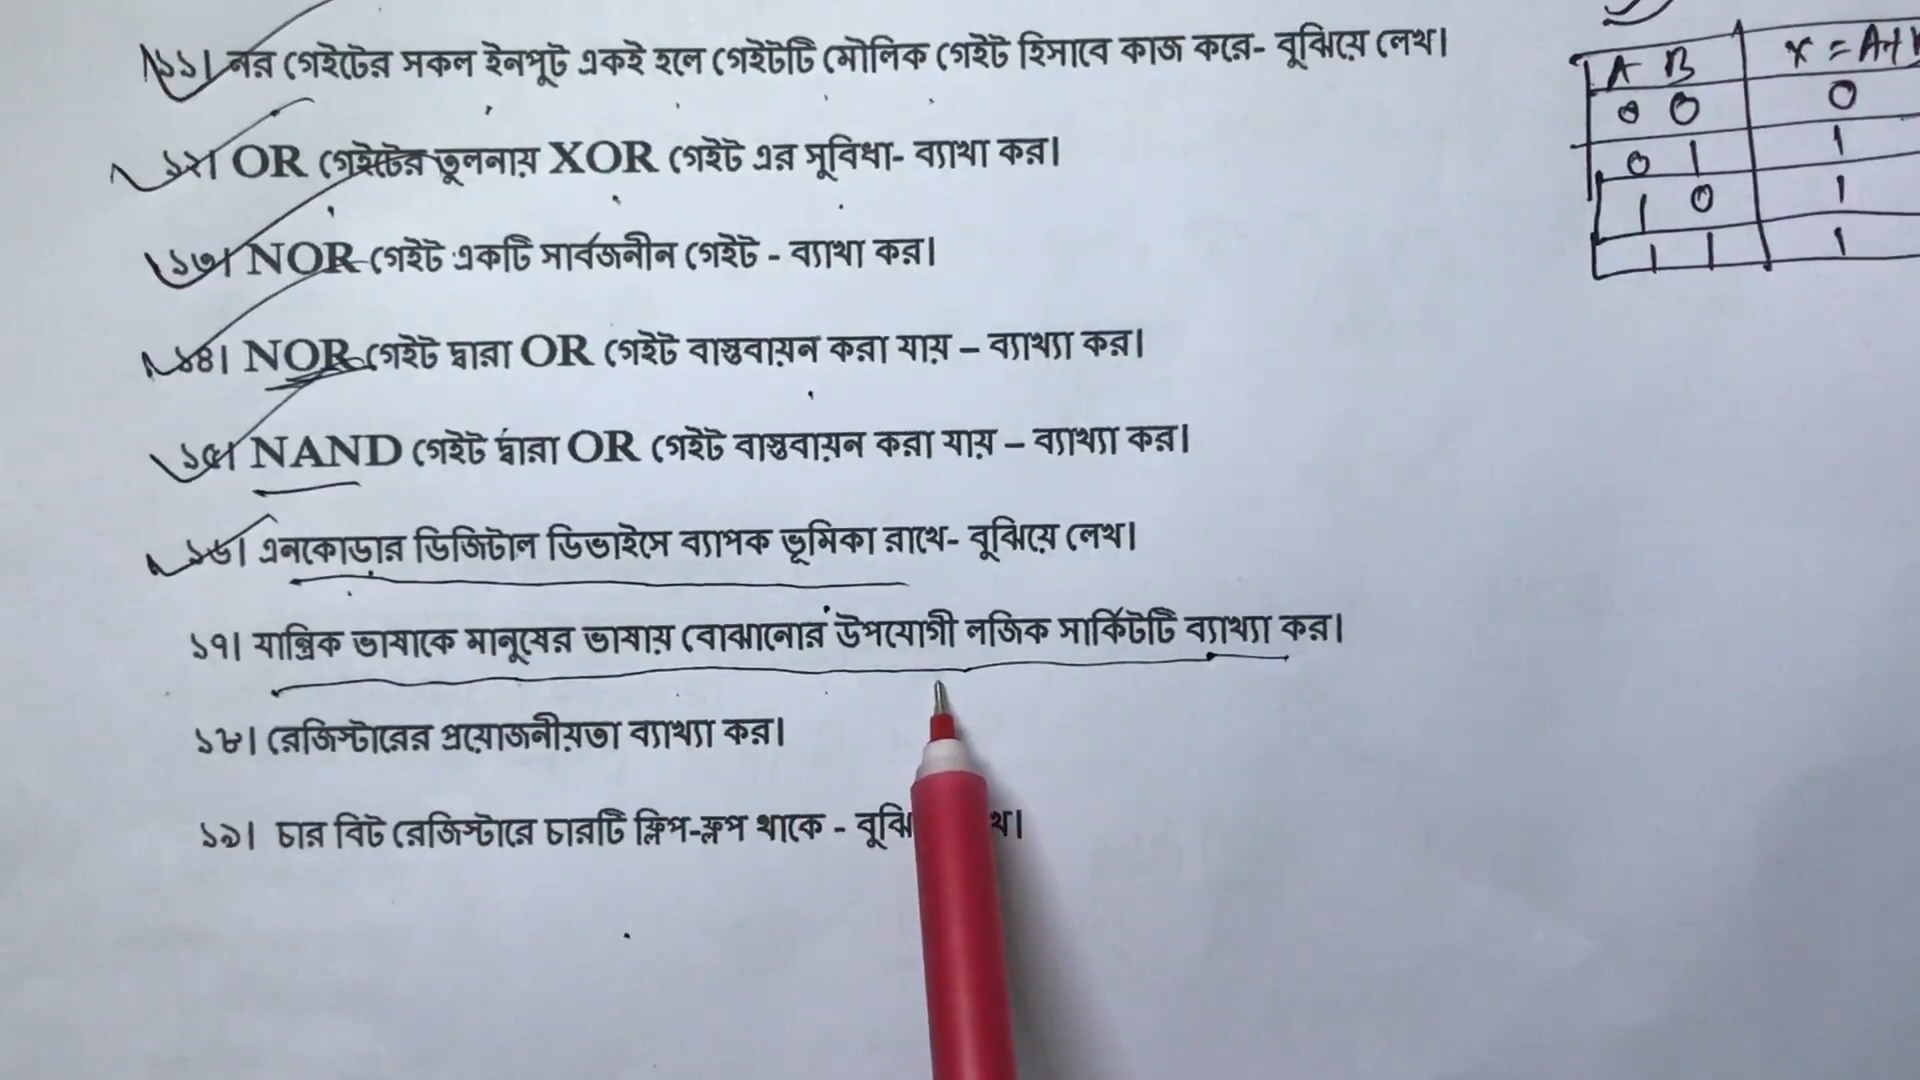 ১১। নর গেইটের সকল ইনপুট একই হলে গেইটটি মৌলিক গেইট হিসাবে কাজ করে- বুঝিয়ে লেখ।
১২। OR গেইটের তুলনায় XOR গেইট এর সুবিধা- ব্যাখা কর।
১৩। NOR গেইট একটি সার্বজনীন গেইট - ব্যাখা কর।
১৪। NOR গেইট দ্বারা OR গেইট বাস্তবায়ন করা যায় – ব্যাখ্যা কর।
১৫। NAND গেইট দ্বারা OR গেইট বাস্তবায়ন করা যায় – ব্যাখ্যা কর।
১৬। এনকোডার ডিজিটাল ডিভাইসে ব্যাপক ভূমিকা রাখে- বুঝিয়ে লেখ।
১৭। যান্ত্রিক ভাষাকে মানুষের ভাষায় বোঝানোর উপযোগী লজিক সার্কিটটি ব্যাখ্যা কর।
১৮। রেজিস্টারের প্রয়োজনীয়তা ব্যাখ্যা কর।
১৯। চার বিট রেজিস্টারে চারটি ফ্লিপ-ফ্লপ থাকে -
A B X = A+
0 0 0
0 1 1
1 0 1
1 1 1